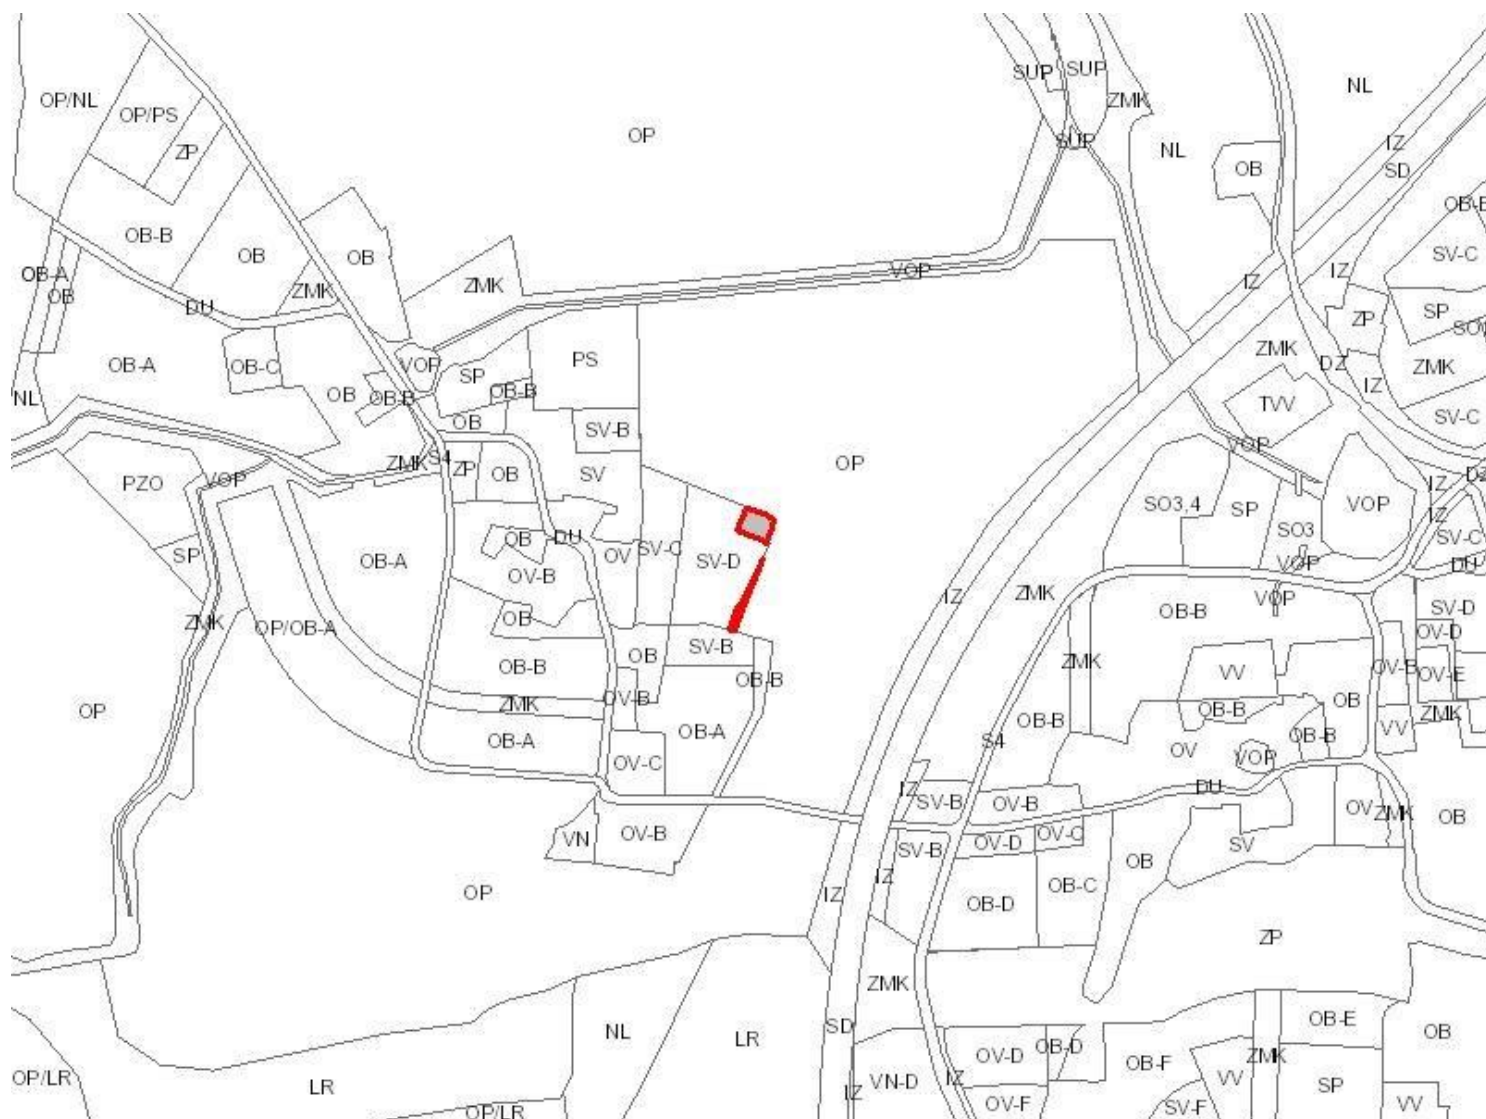 SUP
SUP
NL
OP/NL
ZMK
OP/PS
OP
SUP
IZ
ZP
NL
OB
SD
OB-B
OB
OB
SV-C
OB-A
VOP
IZ
IZ
ZMK
ZMK
OB
DU
SP
ZP
ZMK
PS
OB-A
OB-C
VOP
SP
DZ
ZMK
IZ
OB
OB-B
OB-B
NL
TVV
SV-C
OB
SV-B
VOP
S4
ZMK
ZP
OP
SV
OB
PZO
VOP
IZ
SO3,4
SP
VOP
IZ
SO3
OB
DU
SV-C
SP
OV
SV-C
OB-A
SV-D
VOP
DU
OV-B
IZ
ZMK
VOP
OB-B
SV-D
OB
ZMK
OP/OB-A
OV-D
SV-B
OB
ZMK
OB-B
VV
OV-B
OV-E
OB-B
OV-B
OB
ZMK
OP
OB-B
ZMK
OB-B
OB-A
VV
OB-A
S4
OB-B
OV
VOP
OV-C
IZ
DU
SV-B
OV-B
OV
ZMK
OB
VN
OV-B
OV-D
OV-C
SV-B
SV
OB
IZ
OB-C
OP
IZ
OB-D
ZP
ZMK
SD
OB-E
NL
OB
LR
OB-D
OV-D
ZMK
OB-F
OP/LR
VN-D
IZ
VV
LR
SP
IZ
OV-F
SV-F
VV
OP/LR